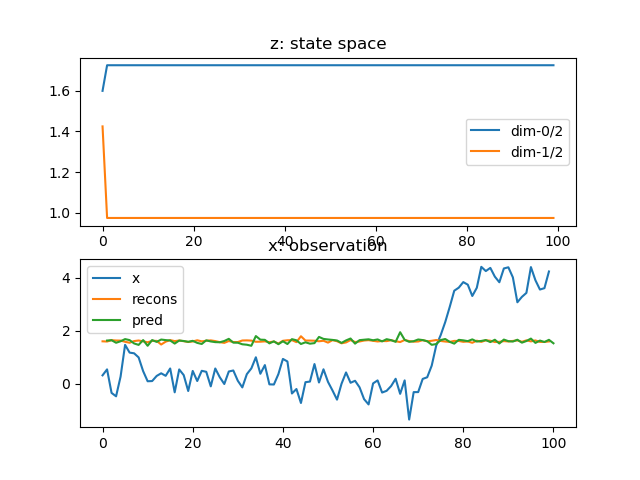 z: state space
1.6
1.4
1.2
1.0
dim-0/2
dim-1/2
0 20 40 60 80 100
x: observation
4
2
0
x
recons
pred
0 20 40 60 80 100